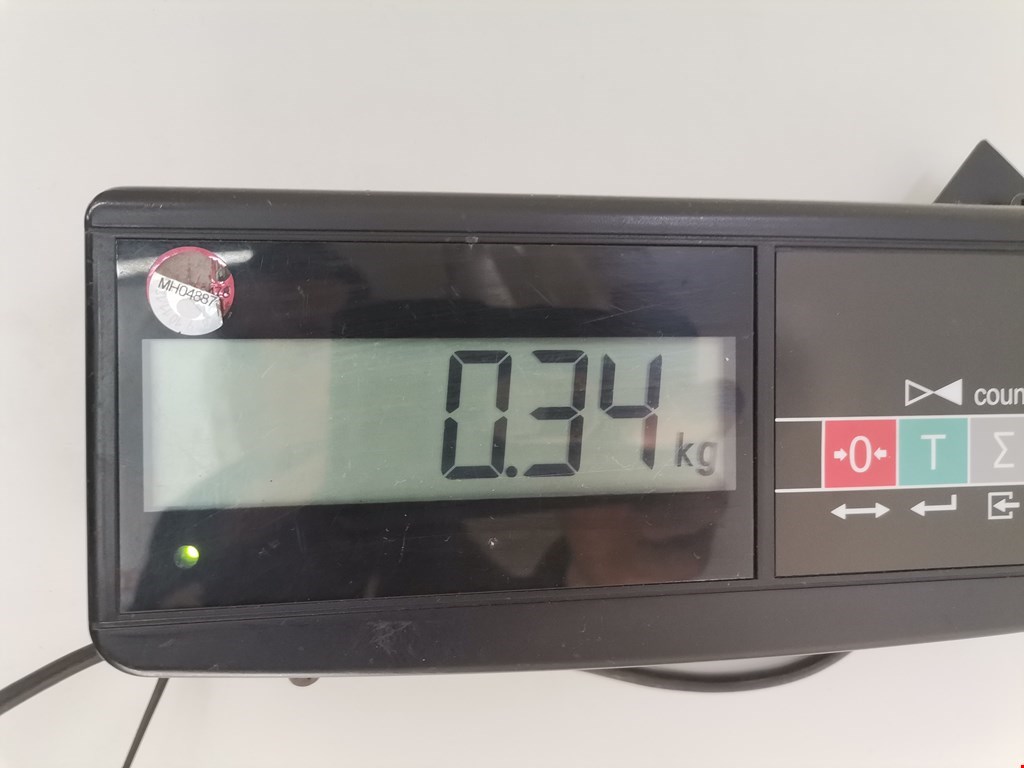 MH04887
0.34 kg
coun
→0←
T
Σ